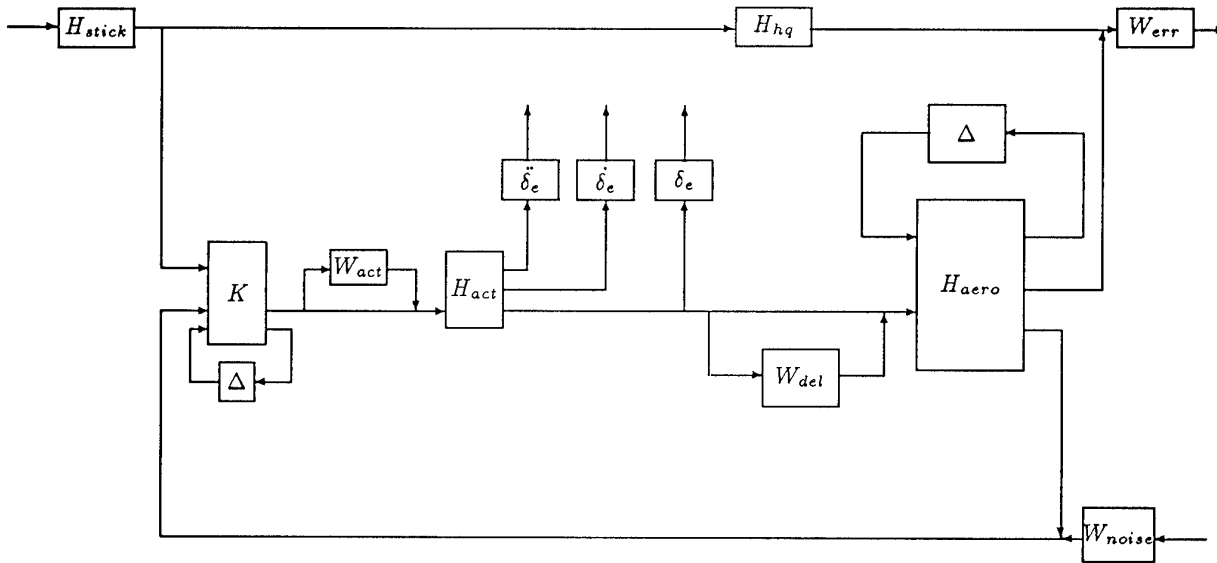 H_stick
H_hq
W_err
Δ
δ̈_e
δ̇_e
δ_e
K
W_act
H_act
H_aero
Δ
W_del
W_noise